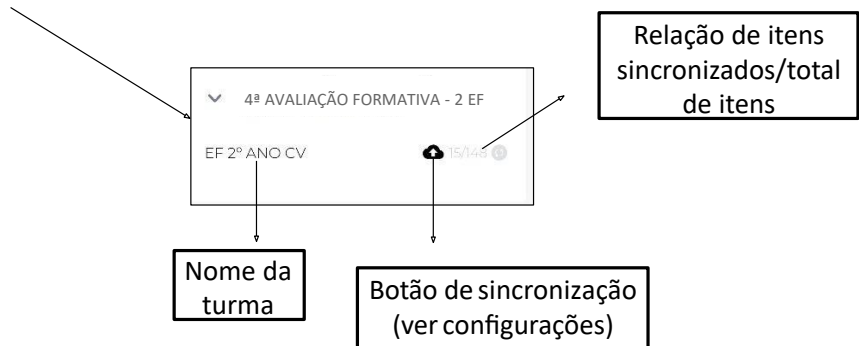 Relação de itens
sincronizados/total
de itens
4ª AVALIAÇÃO FORMATIVA - 2 EF
EF 2º ANO CV
15/148
Nome da
turma
Botão de sincronização
(ver configurações)